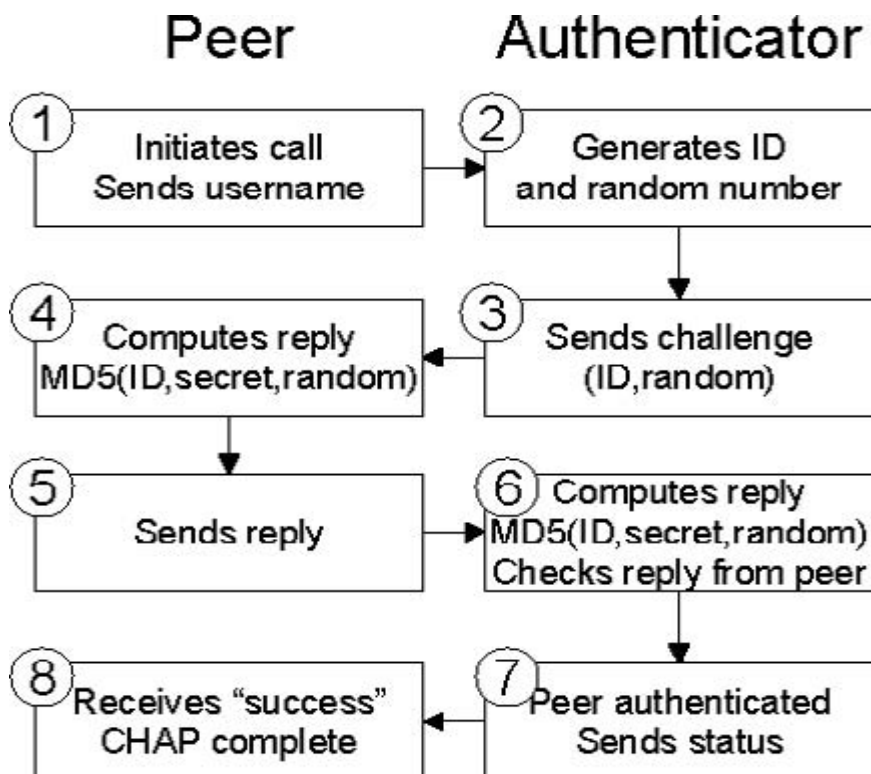 Peer
Authenticator
1
Initiates call
Sends username
2
Generates ID
and random number
3
Sends challenge
(ID,random)
4
Computes reply
MD5(ID,secret,random)
5
Sends reply
6
Computes reply
MD5(ID,secret,random)
Checks reply from peer
7
Peer authenticated
Sends status
8
Receives “success”
CHAP complete